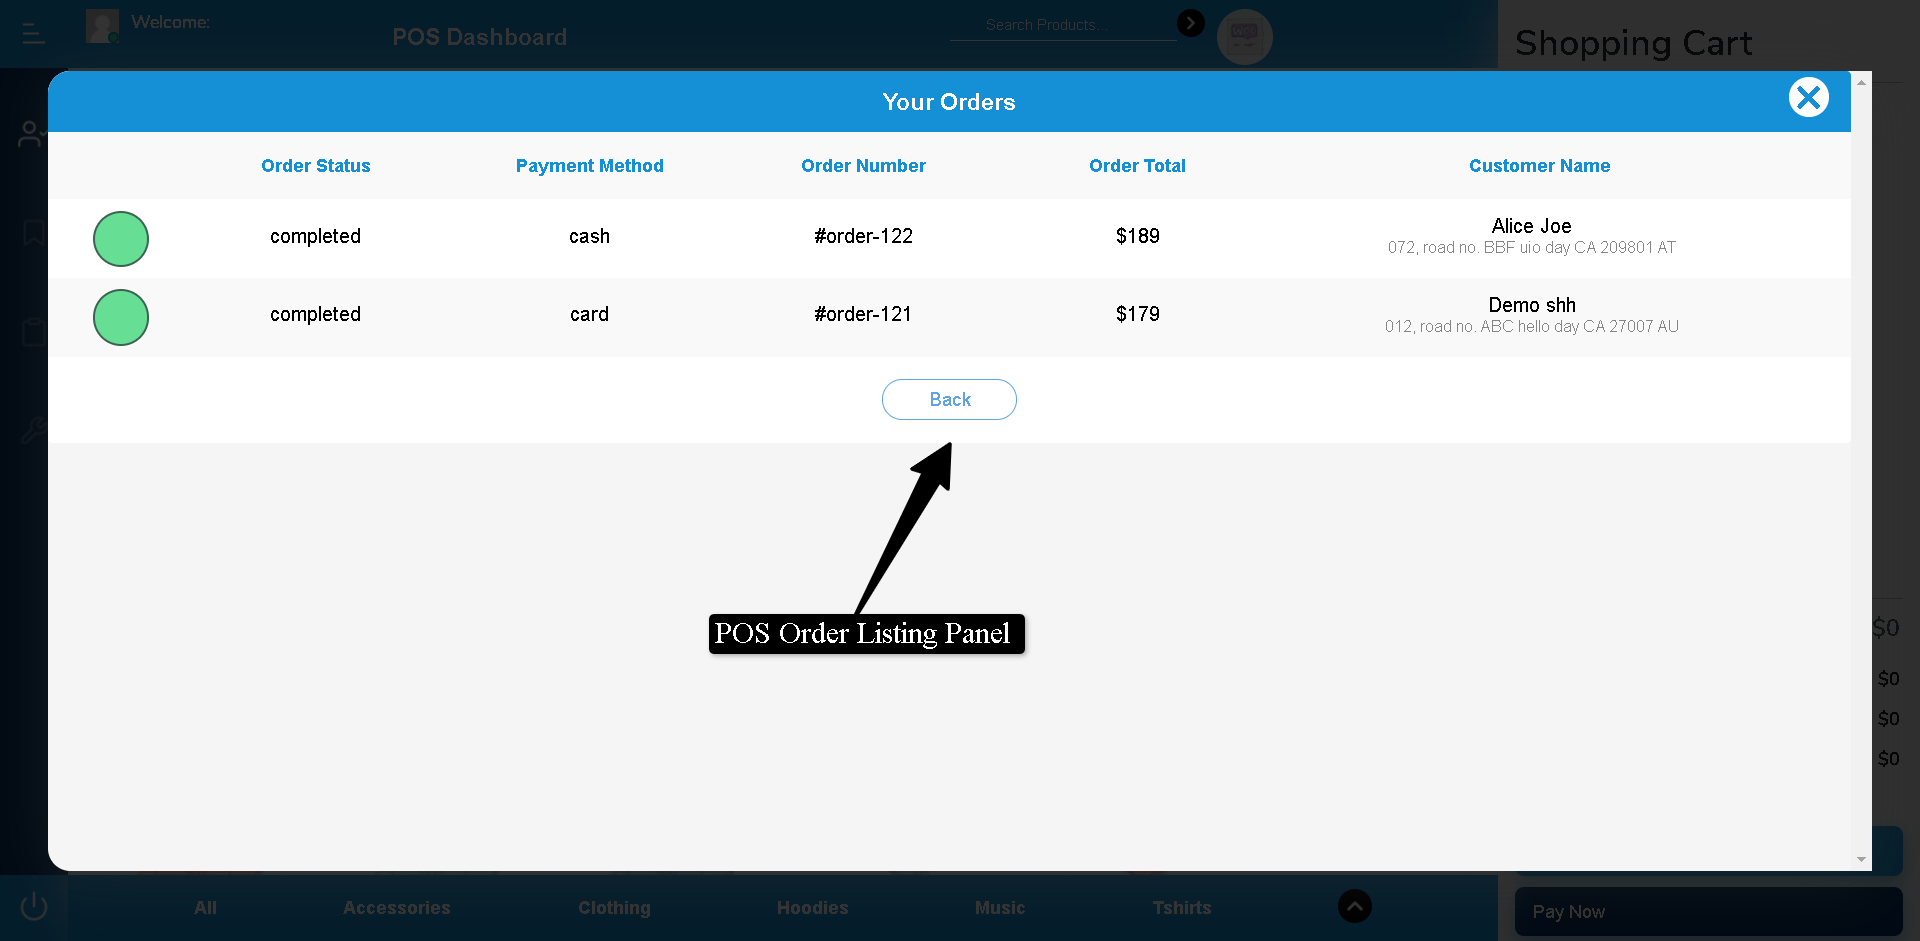 Welcome:
POS Dashboard
Search Products..
Shopping Cart
Your Orders
Order Status Payment Method Order Number Order Total Customer Name
completed cash #order-122 $189 Alice Joe
072, road no. BBF uio day CA 209801 AT
completed card #order-121 $179 Demo shh
012, road no. ABC hello day CA 27007 AU
Back
POS Order Listing Panel
$0
$0
$0
$0
All Accessories Clothing Hoodies Music Tshirts
Pay Now